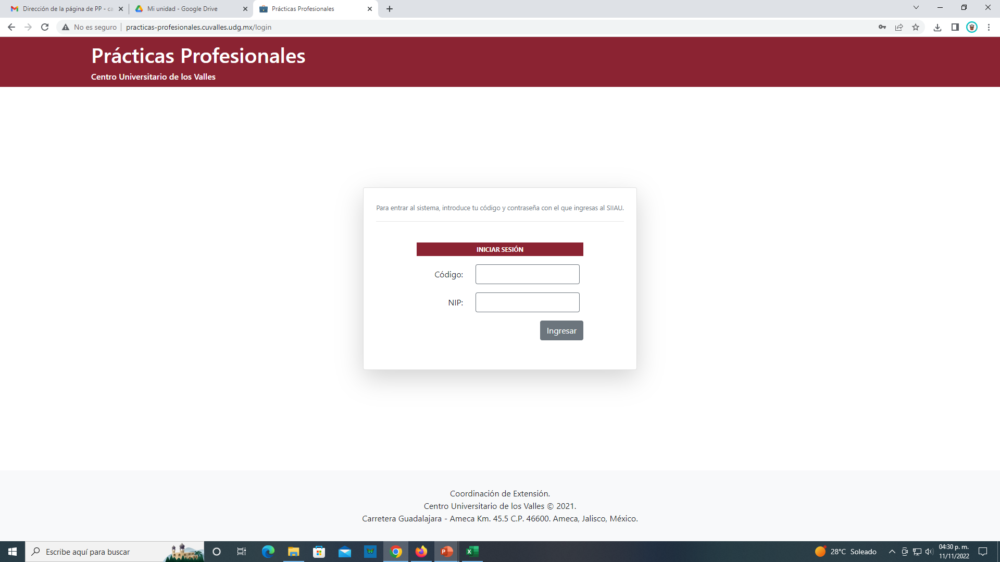 Dirección de la página de PP - ca
Mi unidad - Google Drive
Prácticas Profesionales
No es seguro
practicas-profesionales.cuvalles.udg.mx/login
Prácticas Profesionales
Centro Universitario de los Valles
Para entrar al sistema, introduce tu código y contraseña con el que ingresas al SIIAU.
INICIAR SESIÓN
Código:
NIP:
Ingresar
Coordinación de Extensión.
Centro Universitario de los Valles © 2021.
Carretera Guadalajara - Ameca Km. 45.5 C.P. 46600. Ameca, Jalisco, México.
Escribe aquí para buscar
28°C Soleado
04:30 p. m.
11/11/2022